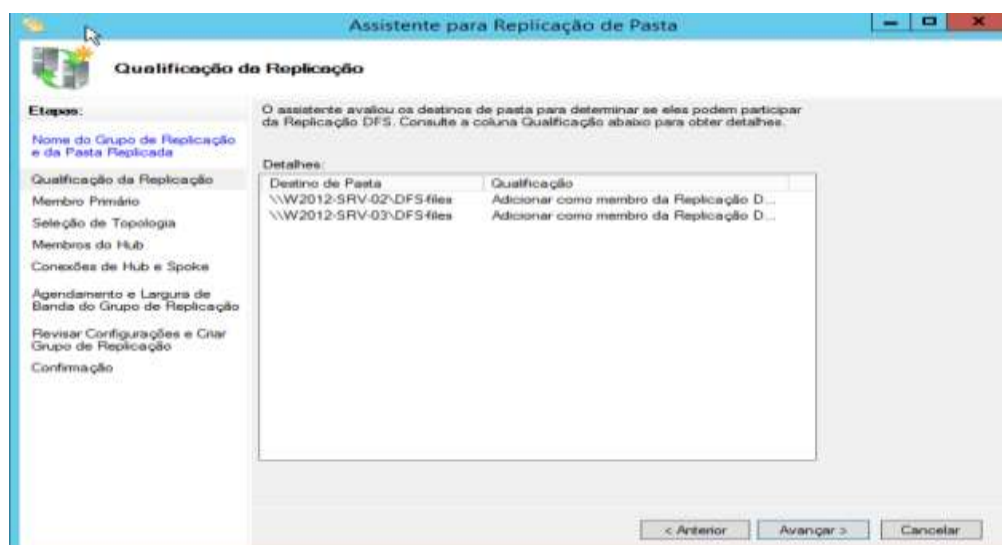 Assistente para Replicação de Pasta
Qualificação da Replicação
Etapas:
Nome do Grupo de Replicação
e da Pasta Replicada
Qualificação da Replicação
Membro Primário
Seleção de Topologia
Membros do Hub
Conexões de Hub e Spoke
Agendamento e Largura de
Banda do Grupo de Replicação
Revisar Configurações e Criar
Grupo de Replicação
Confirmação
O assistente avaliou os destinos de pasta para determinar se eles podem participar
da Replicação DFS. Consulte a coluna Qualificação abaixo para obter detalhes.
Detalhes:
Destino de Pasta Qualificação
\\W2012-SRV-02\DFS-files Adicionar como membro da Replicação D...
\\W2012-SRV-03\DFS-files Adicionar como membro da Replicação D...
< Anterior Avançar > Cancelar